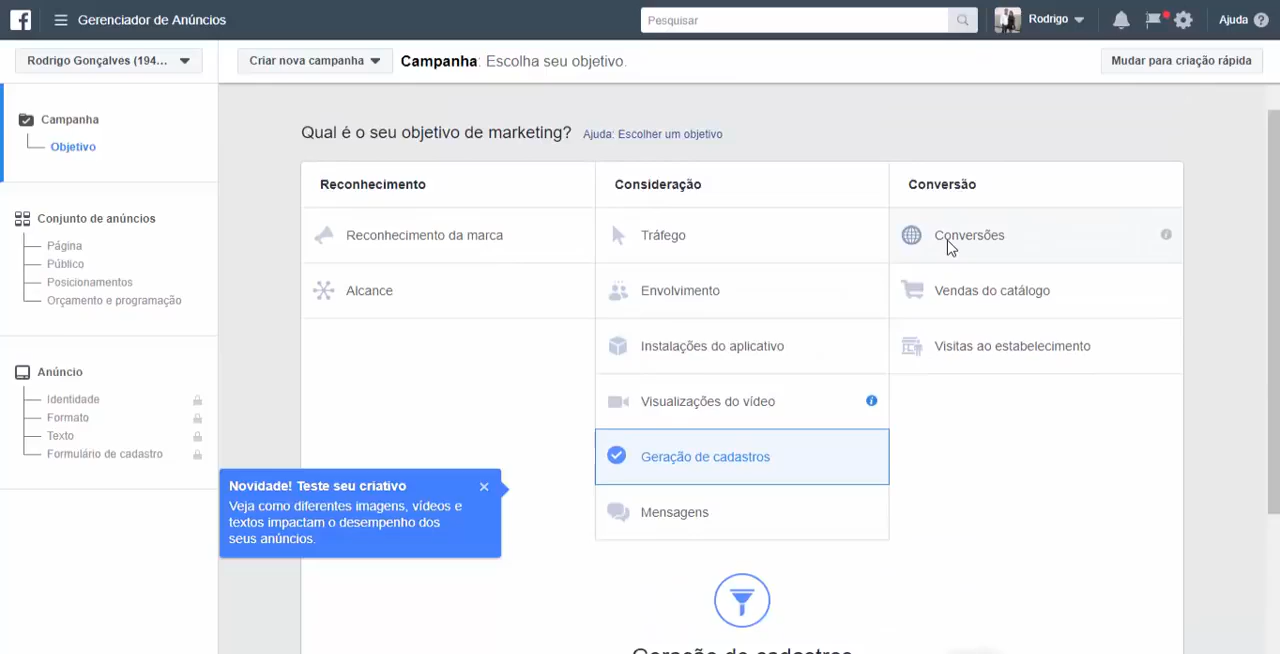 Gerenciador de Anúncios
Pesquisar
Rodrigo
Ajuda
Rodrigo Gonçalves (194...
Criar nova campanha
Campanha: Escolha seu objetivo.
Mudar para criação rápida
Campanha
Objetivo
Conjunto de anúncios
Página
Público
Posicionamentos
Orçamento e programação
Anúncio
Identidade
Formato
Texto
Formulário de cadastro
Novidade! Teste seu criativo
Veja como diferentes imagens, vídeos e
textos impactam o desempenho dos
seus anúncios.
Qual é o seu objetivo de marketing? Ajuda: Escolher um objetivo
Reconhecimento
Reconhecimento da marca
Alcance
Consideração
Tráfego
Envolvimento
Instalações do aplicativo
Visualizações do vídeo
Geração de cadastros
Mensagens
Conversão
Conversões
Vendas do catálogo
Visitas ao estabelecimento
Geração de cadastros